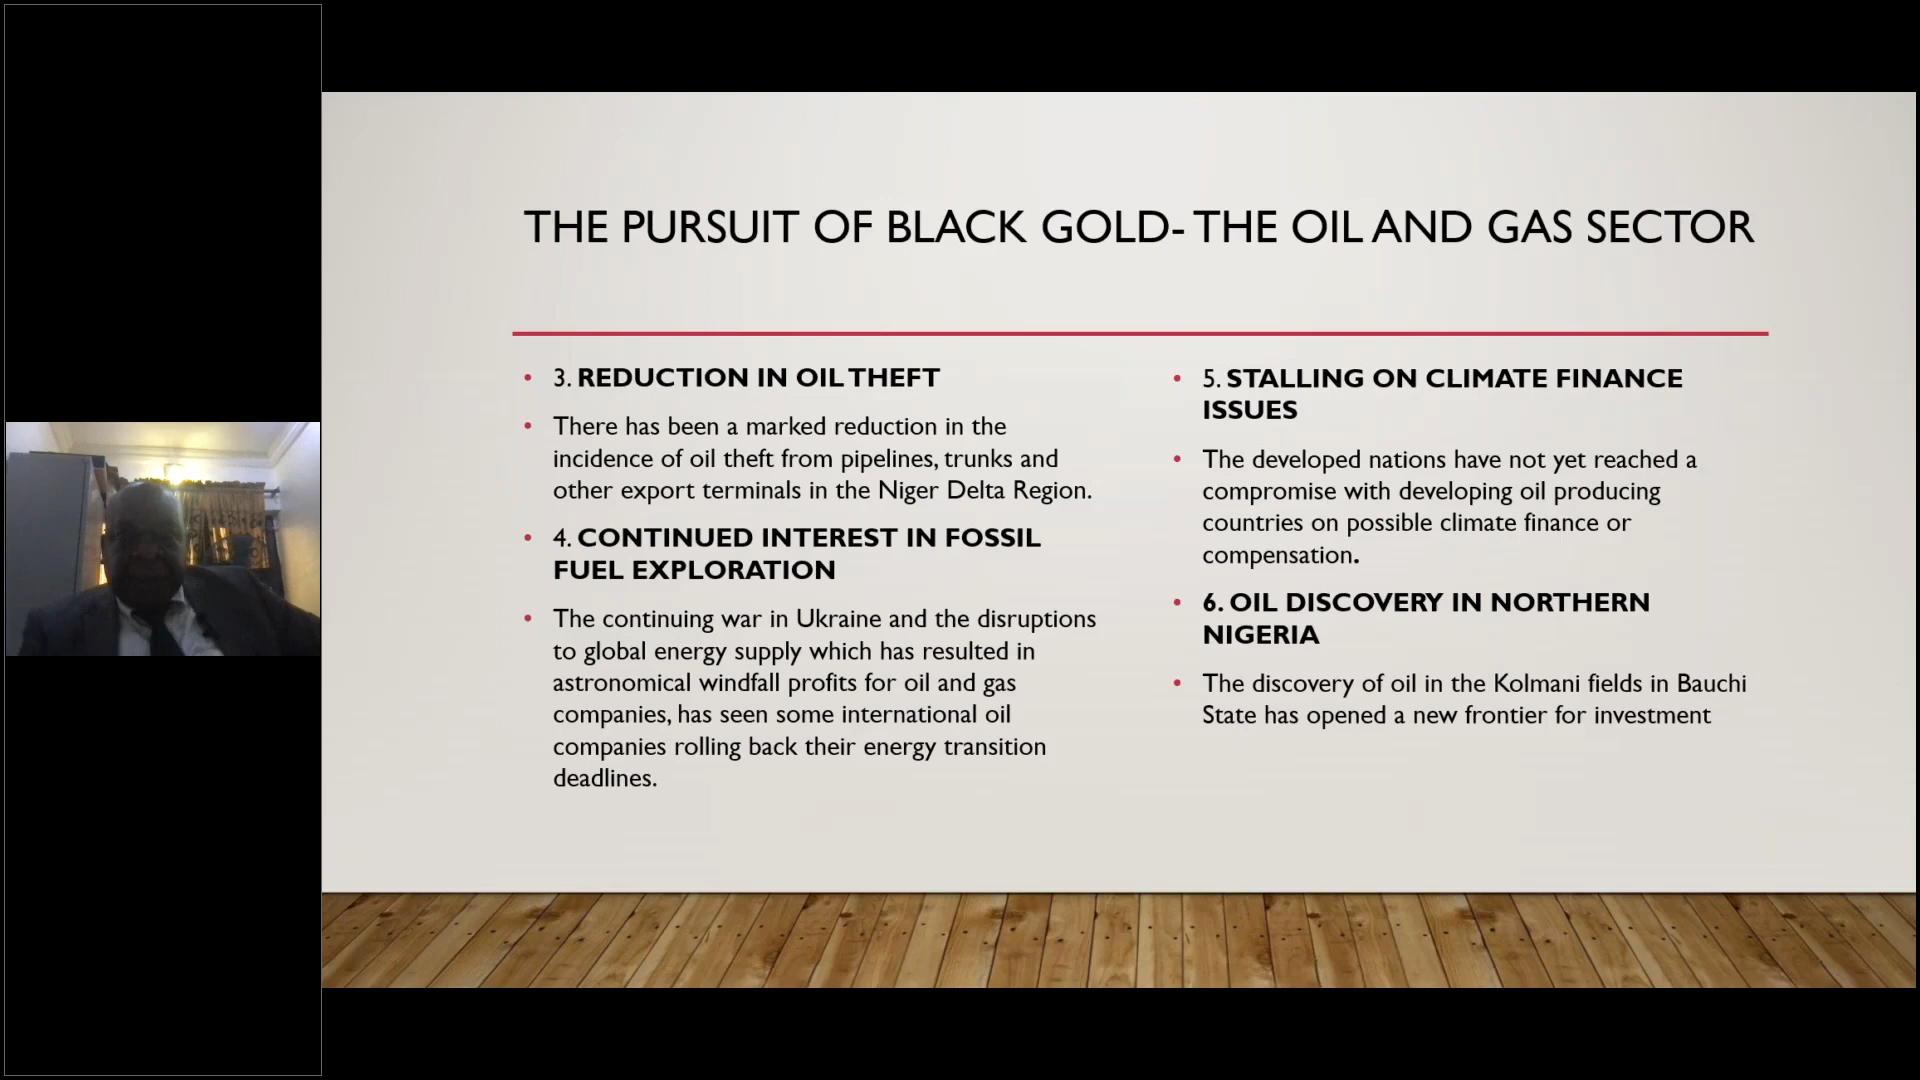 THE PURSUIT OF BLACK GOLD- THE OIL AND GAS SECTOR
• 3. REDUCTION IN OIL THEFT
• There has been a marked reduction in the
incidence of oil theft from pipelines, trunks and
other export terminals in the Niger Delta Region.
• 4. CONTINUED INTEREST IN FOSSIL
FUEL EXPLORATION
• The continuing war in Ukraine and the disruptions
to global energy supply which has resulted in
astronomical windfall profits for oil and gas
companies, has seen some international oil
companies rolling back their energy transition
deadlines.
• 5. STALLING ON CLIMATE FINANCE
ISSUES
• The developed nations have not yet reached a
compromise with developing oil producing
countries on possible climate finance or
compensation.
• 6. OIL DISCOVERY IN NORTHERN
NIGERIA
• The discovery of oil in the Kolmani fields in Bauchi
State has opened a new frontier for investment